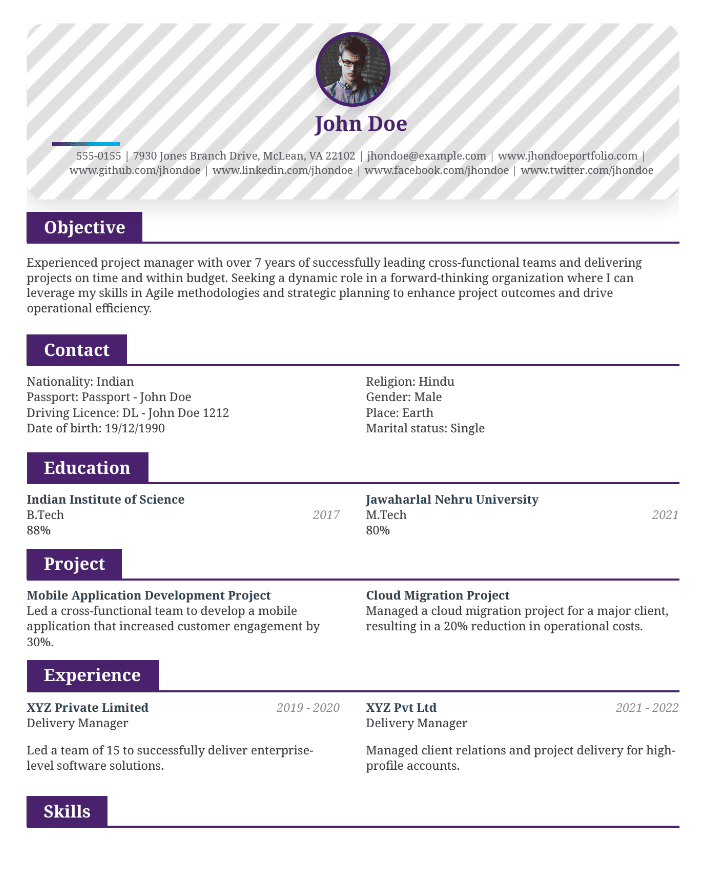 John Doe
555-0155 | 7930 Jones Branch Drive, McLean, VA 22102 | jhondoe@example.com | www.jhondoeportfolio.com |
www.github.com/jhondoe | www.linkedin.com/jhondoe | www.facebook.com/jhondoe | www.twitter.com/jhondoe
Objective
Experienced project manager with over 7 years of successfully leading cross-functional teams and delivering
projects on time and within budget. Seeking a dynamic role in a forward-thinking organization where I can
leverage my skills in Agile methodologies and strategic planning to enhance project outcomes and drive
operational efficiency.
Contact
Nationality: Indian
Passport: Passport - John Doe
Driving Licence: DL - John Doe 1212
Date of birth: 19/12/1990
Religion: Hindu
Gender: Male
Place: Earth
Marital status: Single
Education
Indian Institute of Science
B.Tech 2017
88%
Jawaharlal Nehru University
M.Tech 2021
80%
Project
Mobile Application Development Project
Led a cross-functional team to develop a mobile
application that increased customer engagement by
30%.
Cloud Migration Project
Managed a cloud migration project for a major client,
resulting in a 20% reduction in operational costs.
Experience
XYZ Private Limited 2019 - 2020
Delivery Manager
Led a team of 15 to successfully deliver enterprise-
level software solutions.
XYZ Pvt Ltd 2021 - 2022
Delivery Manager
Managed client relations and project delivery for high-
profile accounts.
Skills